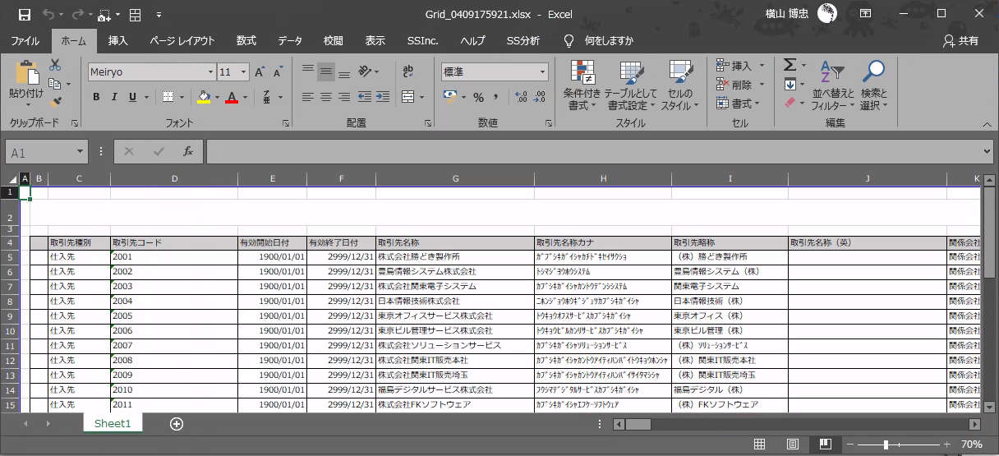 Grid_0409175921.xlsx - Excel 横山 博忠
ファイル ホーム 挿入 ページ レイアウト 数式 データ 校閲 表示 SSInc. ヘルプ SS分析 何をしますか 共有
Meiryo 11 A A ab 標準 挿入 Σ
貼り付け B I U A % 条件付き 書式 テーブルとして 書式設定 セルの スタイル 削除 書式 並べ替えと フィルター 検索と 選択
クリップボード フォント 配置 数値 スタイル セル 編集
A1 fx
A B C D E F G H I J K
1
2
3
4 取引先種別 取引先コード 有効開始日付 有効終了日付 取引先名称 取引先名称カナ 取引先略称 取引先名称（英） 関係会社
5 仕入先 2001 1900/01/01 2999/12/31 株式会社勝どき製作所 ｶﾌﾞｼｷｶﾞｲｼｬｶﾁﾄﾞｷｾｲｻｸｼｮ （株）勝どき製作所 関係会社
6 仕入先 2002 1900/01/01 2999/12/31 豊島情報システム株式会社 ﾄｼﾏｼﾞﾖｳﾎｳｼｽﾃﾑ 豊島情報システム（株） 関係会社
7 仕入先 2003 1900/01/01 2999/12/31 株式会社関東電子システム ｶﾌﾞｼｷｶﾞｲｼｬｶﾝﾄｳﾃﾞﾝｼｼｽﾃﾑ 関東電子システム 関係会社
8 仕入先 2004 1900/01/01 2999/12/31 日本情報技術株式会社 ﾆﾎﾝｼﾞｮｳﾎｳｷﾞｼﾞｭﾂｶﾌﾞｼｷｶﾞｲｼｬ 日本情報技術（株） 関係会社
9 仕入先 2005 1900/01/01 2999/12/31 東京オフィスサービス株式会社 ﾄｳｷｮｳｵﾌｽｻｰﾋﾞｽｶﾌﾞｼｷｶﾞｲｼｬ 東京オフィス（株） 関係会社
10 仕入先 2006 1900/01/01 2999/12/31 東京ビル管理サービス株式会社 ﾄｳｷｮｳﾋﾞﾙｶﾝﾘｻｰﾋﾞｽｶﾌﾞｼｷｶﾞｲｼｬ 東京ビル管理（株） 関係会社
11 仕入先 2007 1900/01/01 2999/12/31 株式会社ソリューションサービス ｶﾌﾞｼｷｶﾞｲｼｬｿﾘｭｰｼｮﾝｻｰﾋﾞｽ （株）ｿﾘｭｰｼｮﾝｻｰﾋﾞｽ 関係会社
12 仕入先 2008 1900/01/01 2999/12/31 株式会社関東IT販売本社 ｶﾌﾞｼｷｶﾞｲｼｬｶﾝﾄｳｱｲﾃｨﾊﾝﾊﾞｲﾄｳｷｮｳﾎﾝｼｬ （株）関東IT販売本社 関係会社
13 仕入先 2009 1900/01/01 2999/12/31 株式会社関東IT販売埼玉 ｶﾌﾞｼｷｶﾞｲｼｬｶﾝﾄｳｱｲﾃｨﾊﾝﾊﾞｲｻｲﾀﾏｼｼｬ （株）関東IT販売埼玉 関係会社
14 仕入先 2010 1900/01/01 2999/12/31 福島デジタルサービス株式会社 ﾌｸｼﾏﾃﾞｼﾞﾀﾙｻｰﾋﾞｽｶﾌﾞｼｷｶﾞｲｼｬ 福島デジタル（株） 関係会社
15 仕入先 2011 1900/01/01 2999/12/31 株式会社FKソフトウェア ｶﾌﾞｼｷｶﾞｲｼｬｴﾌｹｰｿﾌﾄｳｪｱ （株）FKソフトウェア 関係会社
Sheet1
70%